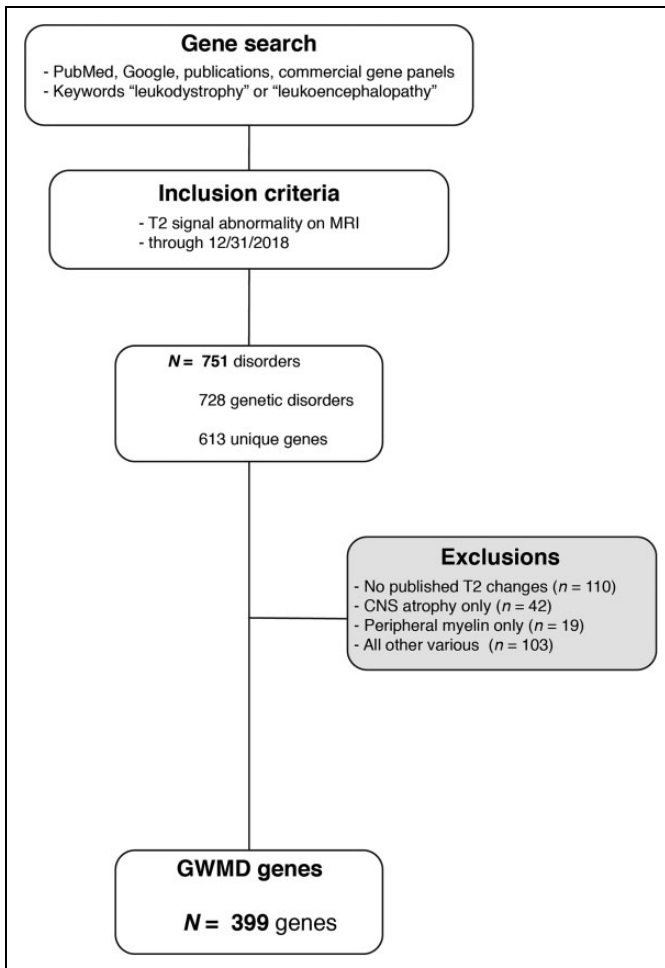 Gene search
- PubMed, Google, publications, commercial gene panels
- Keywords “leukodystrophy” or “leukoencephalopathy”
Inclusion criteria
- T2 signal abnormality on MRI
- through 12/31/2018
N = 751 disorders
728 genetic disorders
613 unique genes
Exclusions
- No published T2 changes (n = 110)
- CNS atrophy only (n = 42)
- Peripheral myelin only (n = 19)
- All other various (n = 103)
GWMD genes
N = 399 genes